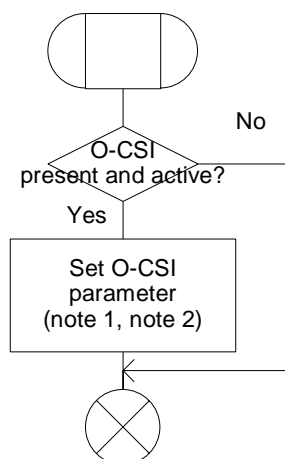 No
O-CSI
present and active?
Yes
Set O-CSI
parameter
(note 1, note 2)